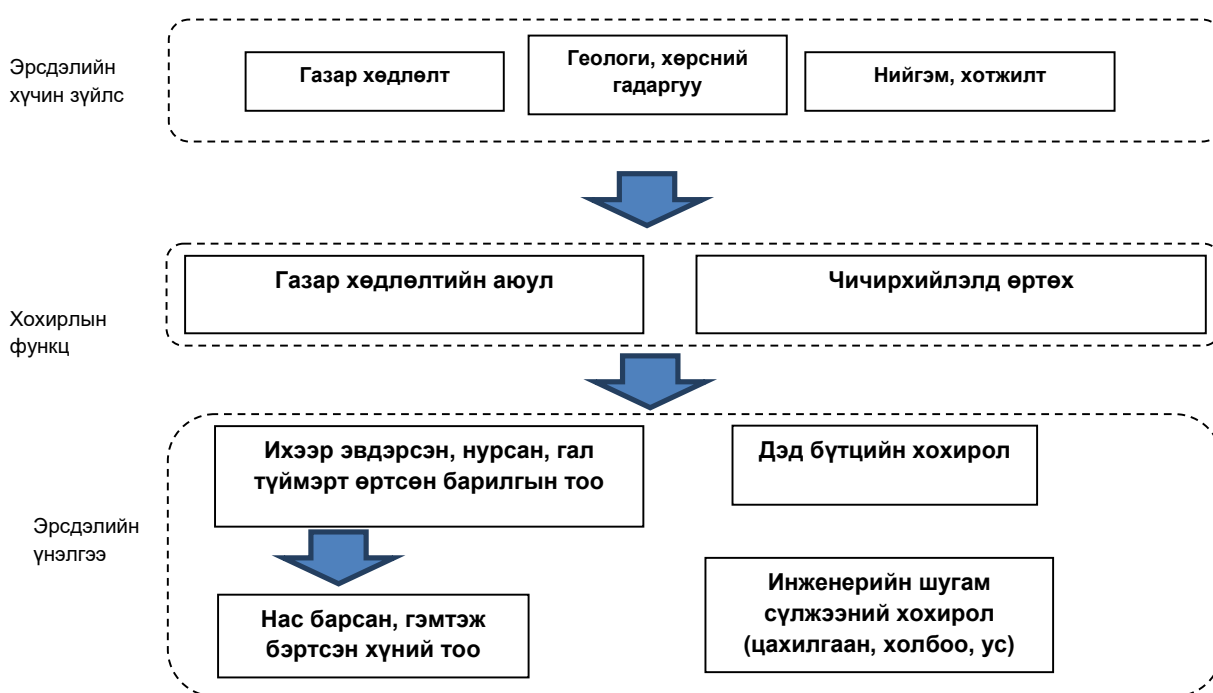 Эрсдэлийн
хүчин зүйлс
Газар хөдлөлт
Геологи, хөрсний
гадаргуу
Нийгэм, хотжилт
Хохирлын
функц
Газар хөдлөлтийн аюул
Чичирхийлэлд өртөх
Эрсдэлийн
үнэлгээ
Ихээр эвдэрсэн, нурсан, гал
түймэрт өртсөн барилгын тоо
Дэд бүтцийн хохирол
Нас барсан, гэмтэж
бэртсэн хүний тоо
Инженерийн шугам
сүлжээний хохирол
(цахилгаан, холбоо, ус)